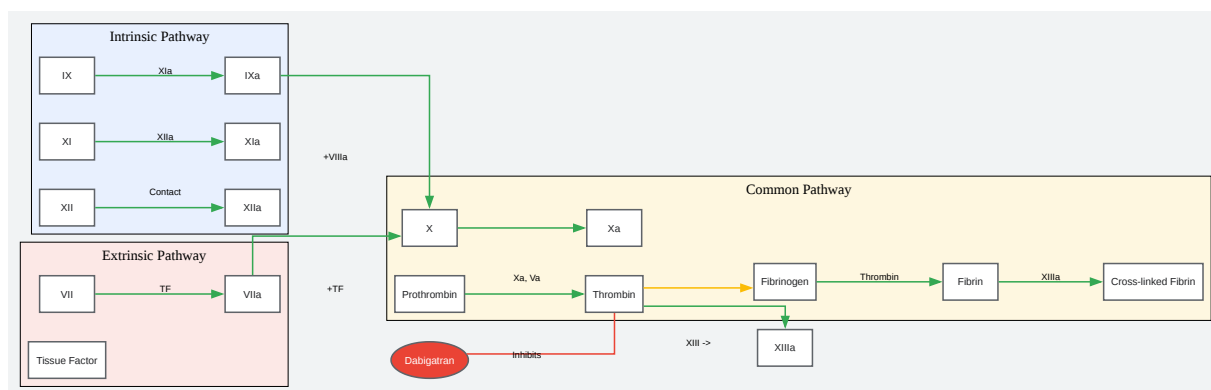 Intrinsic Pathway
IX
XIa
IXa
XI
XIIa
XIa
+VIIIa
XII
Contact
XIIa
Extrinsic Pathway
VII
TF
VIIa
+TF
Tissue Factor
Common Pathway
X
Xa
Prothrombin
Xa, Va
Thrombin
Fibrinogen
Thrombin
Fibrin
XIIIa
Cross-linked Fibrin
Dabigatran
Inhibits
XIII ->
XIIIa